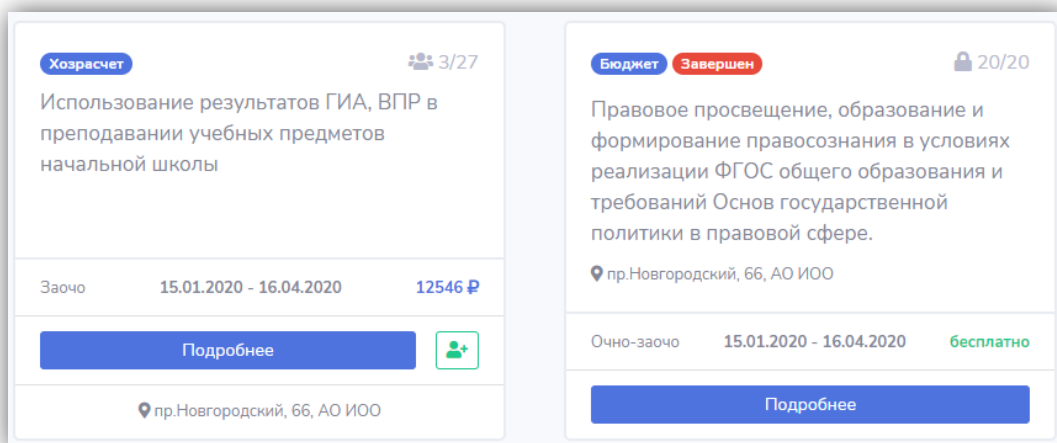 Хозрасчет
3/27
Использование результатов ГИА, ВПР в
преподавании учебных предметов
начальной школы
Заочо
15.01.2020 - 16.04.2020
12546 ₽
Подробнее
пр.Новгородский, 66, АО ИОО
Бюджет
Завершен
20/20
Правовое просвещение, образование и
формирование правосознания в условиях
реализации ФГОС общего образования и
требований Основ государственной
политики в правовой сфере.
пр.Новгородский, 66, АО ИОО
Очно-заочо
15.01.2020 - 16.04.2020
бесплатно
Подробнее